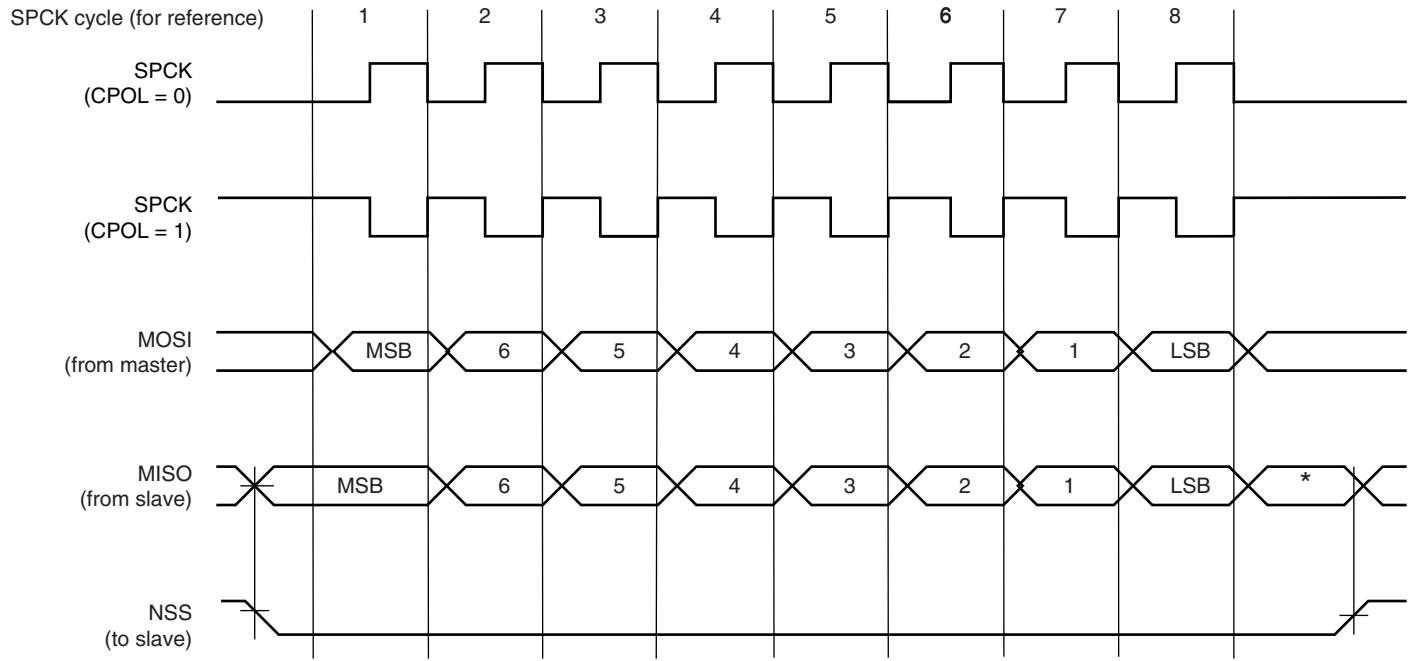 SPCK cycle (for reference) 1 2 3 4 5 6 7 8
SPCK
(CPOL = 0)
SPCK
(CPOL = 1)
MOSI
(from master)
MSB 6 5 4 3 2 1 LSB
MISO
(from slave)
MSB 6 5 4 3 2 1 LSB *
NSS
(to slave)